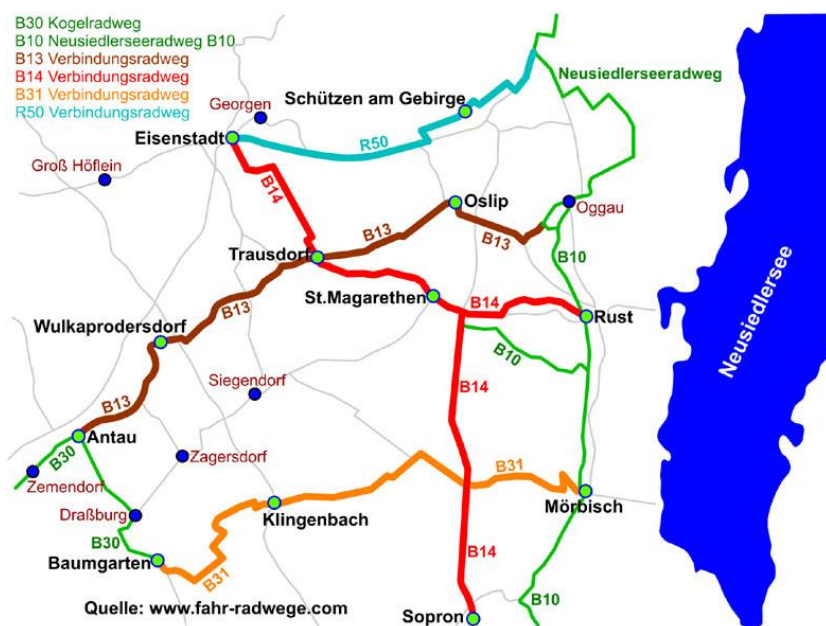 B30 Kogelradweg
B10 Neusiedlerseeradweg B10
B13 Verbindungsradweg
B14 Verbindungsradweg
B31 Verbindungsradweg
R50 Verbindungsradweg
Neusiedlerseeradweg
Georgen
Schützen am Gebirge
Eisenstadt
R50
Groß Höflein
B14
Oslip
Oggau
B13
B13
Trausdorf
B10
St.Magarethen
B14
Rust
Neusiedlersee
B13
Wulkaprodersdorf
B10
Siegendorf
B14
B13
Antau
B30
Zagersdorf
B31
Zemendorf
Mörbisch
Draßburg
Klingenbach
B30
B14
Baumgarten
B31
B10
Quelle: www.fahr-radwege.com
Sopron